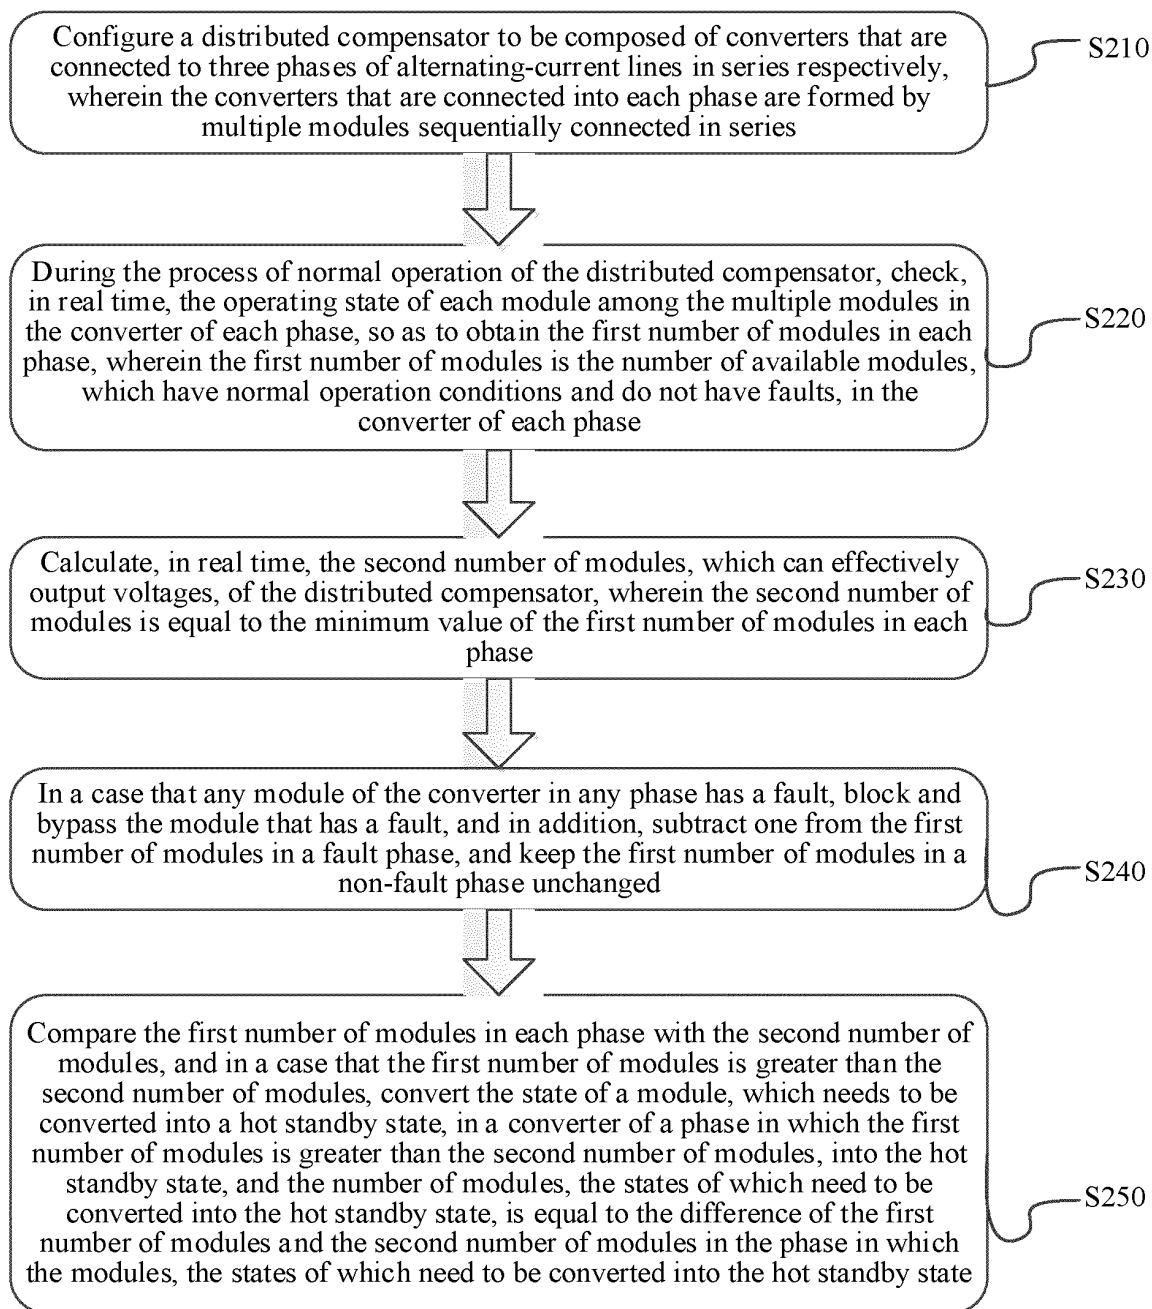 Configure a distributed compensator to be composed of converters that are
connected to three phases of alternating-current lines in series respectively,
wherein the converters that are connected into each phase are formed by
multiple modules sequentially connected in series
S210
During the process of normal operation of the distributed compensator, check,
in real time, the operating state of each module among the multiple modules in
the converter of each phase, so as to obtain the first number of modules in each
phase, wherein the first number of modules is the number of available modules,
which have normal operation conditions and do not have faults, in the
converter of each phase
S220
Calculate, in real time, the second number of modules, which can effectively
output voltages, of the distributed compensator, wherein the second number of
modules is equal to the minimum value of the first number of modules in each
phase
S230
In a case that any module of the converter in any phase has a fault, block and
bypass the module that has a fault, and in addition, subtract one from the first
number of modules in a fault phase, and keep the first number of modules in a
non-fault phase unchanged
S240
Compare the first number of modules in each phase with the second number of
modules, and in a case that the first number of modules is greater than the
second number of modules, convert the state of a module, which needs to be
converted into a hot standby state, in a converter of a phase in which the first
number of modules is greater than the second number of modules, into the hot
standby state, and the number of modules, the states of which need to be
converted into the hot standby state, is equal to the difference of the first
number of modules and the second number of modules in the phase in which
the modules, the states of which need to be converted into the hot standby state
S250